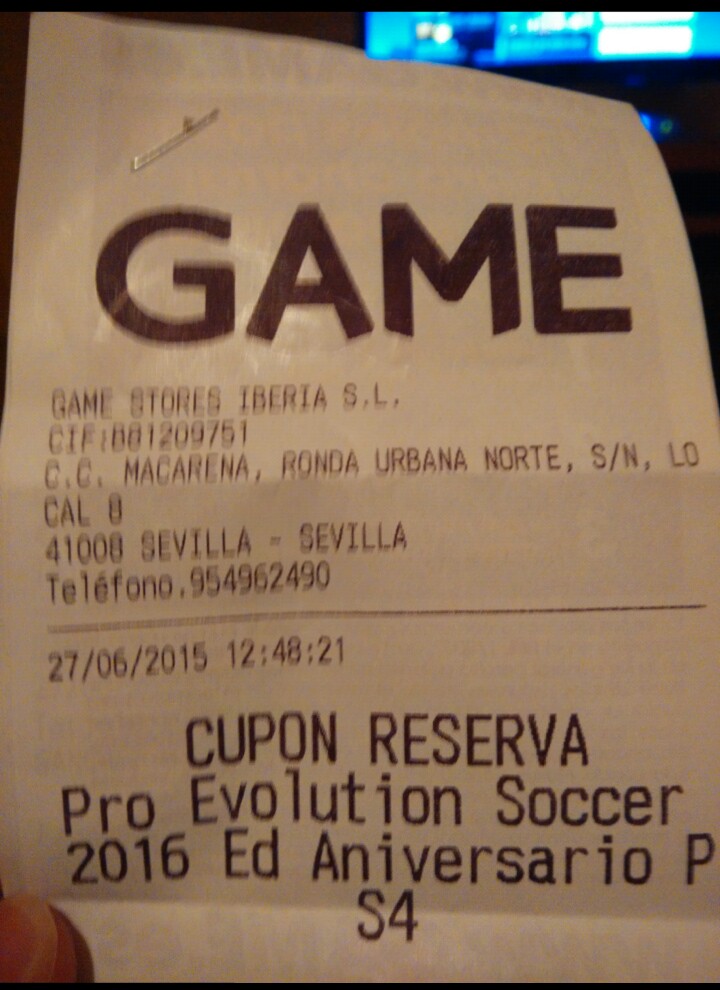 GAME
GAME STORES IBERIA S.L.
CIF:B81209751
C.C. MACARENA, RONDA URBANA NORTE, S/N, LO
CAL 8
41008 SEVILLA - SEVILLA
Teléfono.954962490
27/06/2015 12:48:21
CUPON RESERVA
Pro Evolution Soccer
2016 Ed Aniversario P
S4